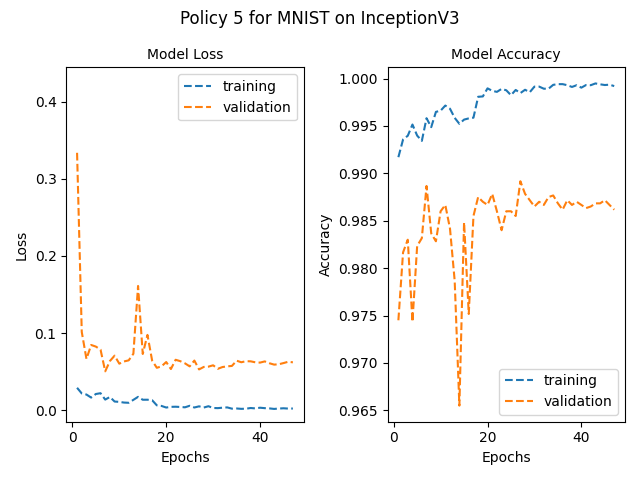 Policy 5 for MNIST on InceptionV3
Model Loss
training
validation
0.4
0.3
0.2
0.1
0.0
Loss
0
20
40
Epochs
Model Accuracy
1.000
0.995
0.990
0.985
0.980
0.975
0.970
0.965
Accuracy
training
validation
0
20
40
Epochs